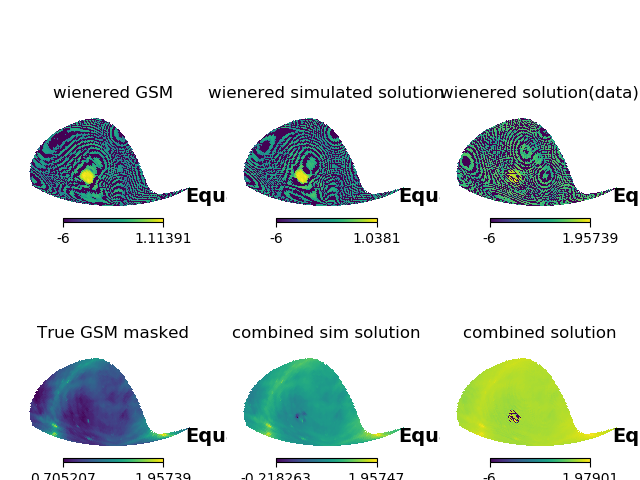 wienered GSM
wienered simulated solution
wienered solution(data)
Equ
Equ
Eq
-6 1.11391
-6 1.0381
-6 1.95739
True GSM masked
combined sim solution
combined solution
Equ
Equ
Eq
0.705207 1.95739
-0.218263 1.95747
-6 1.97901